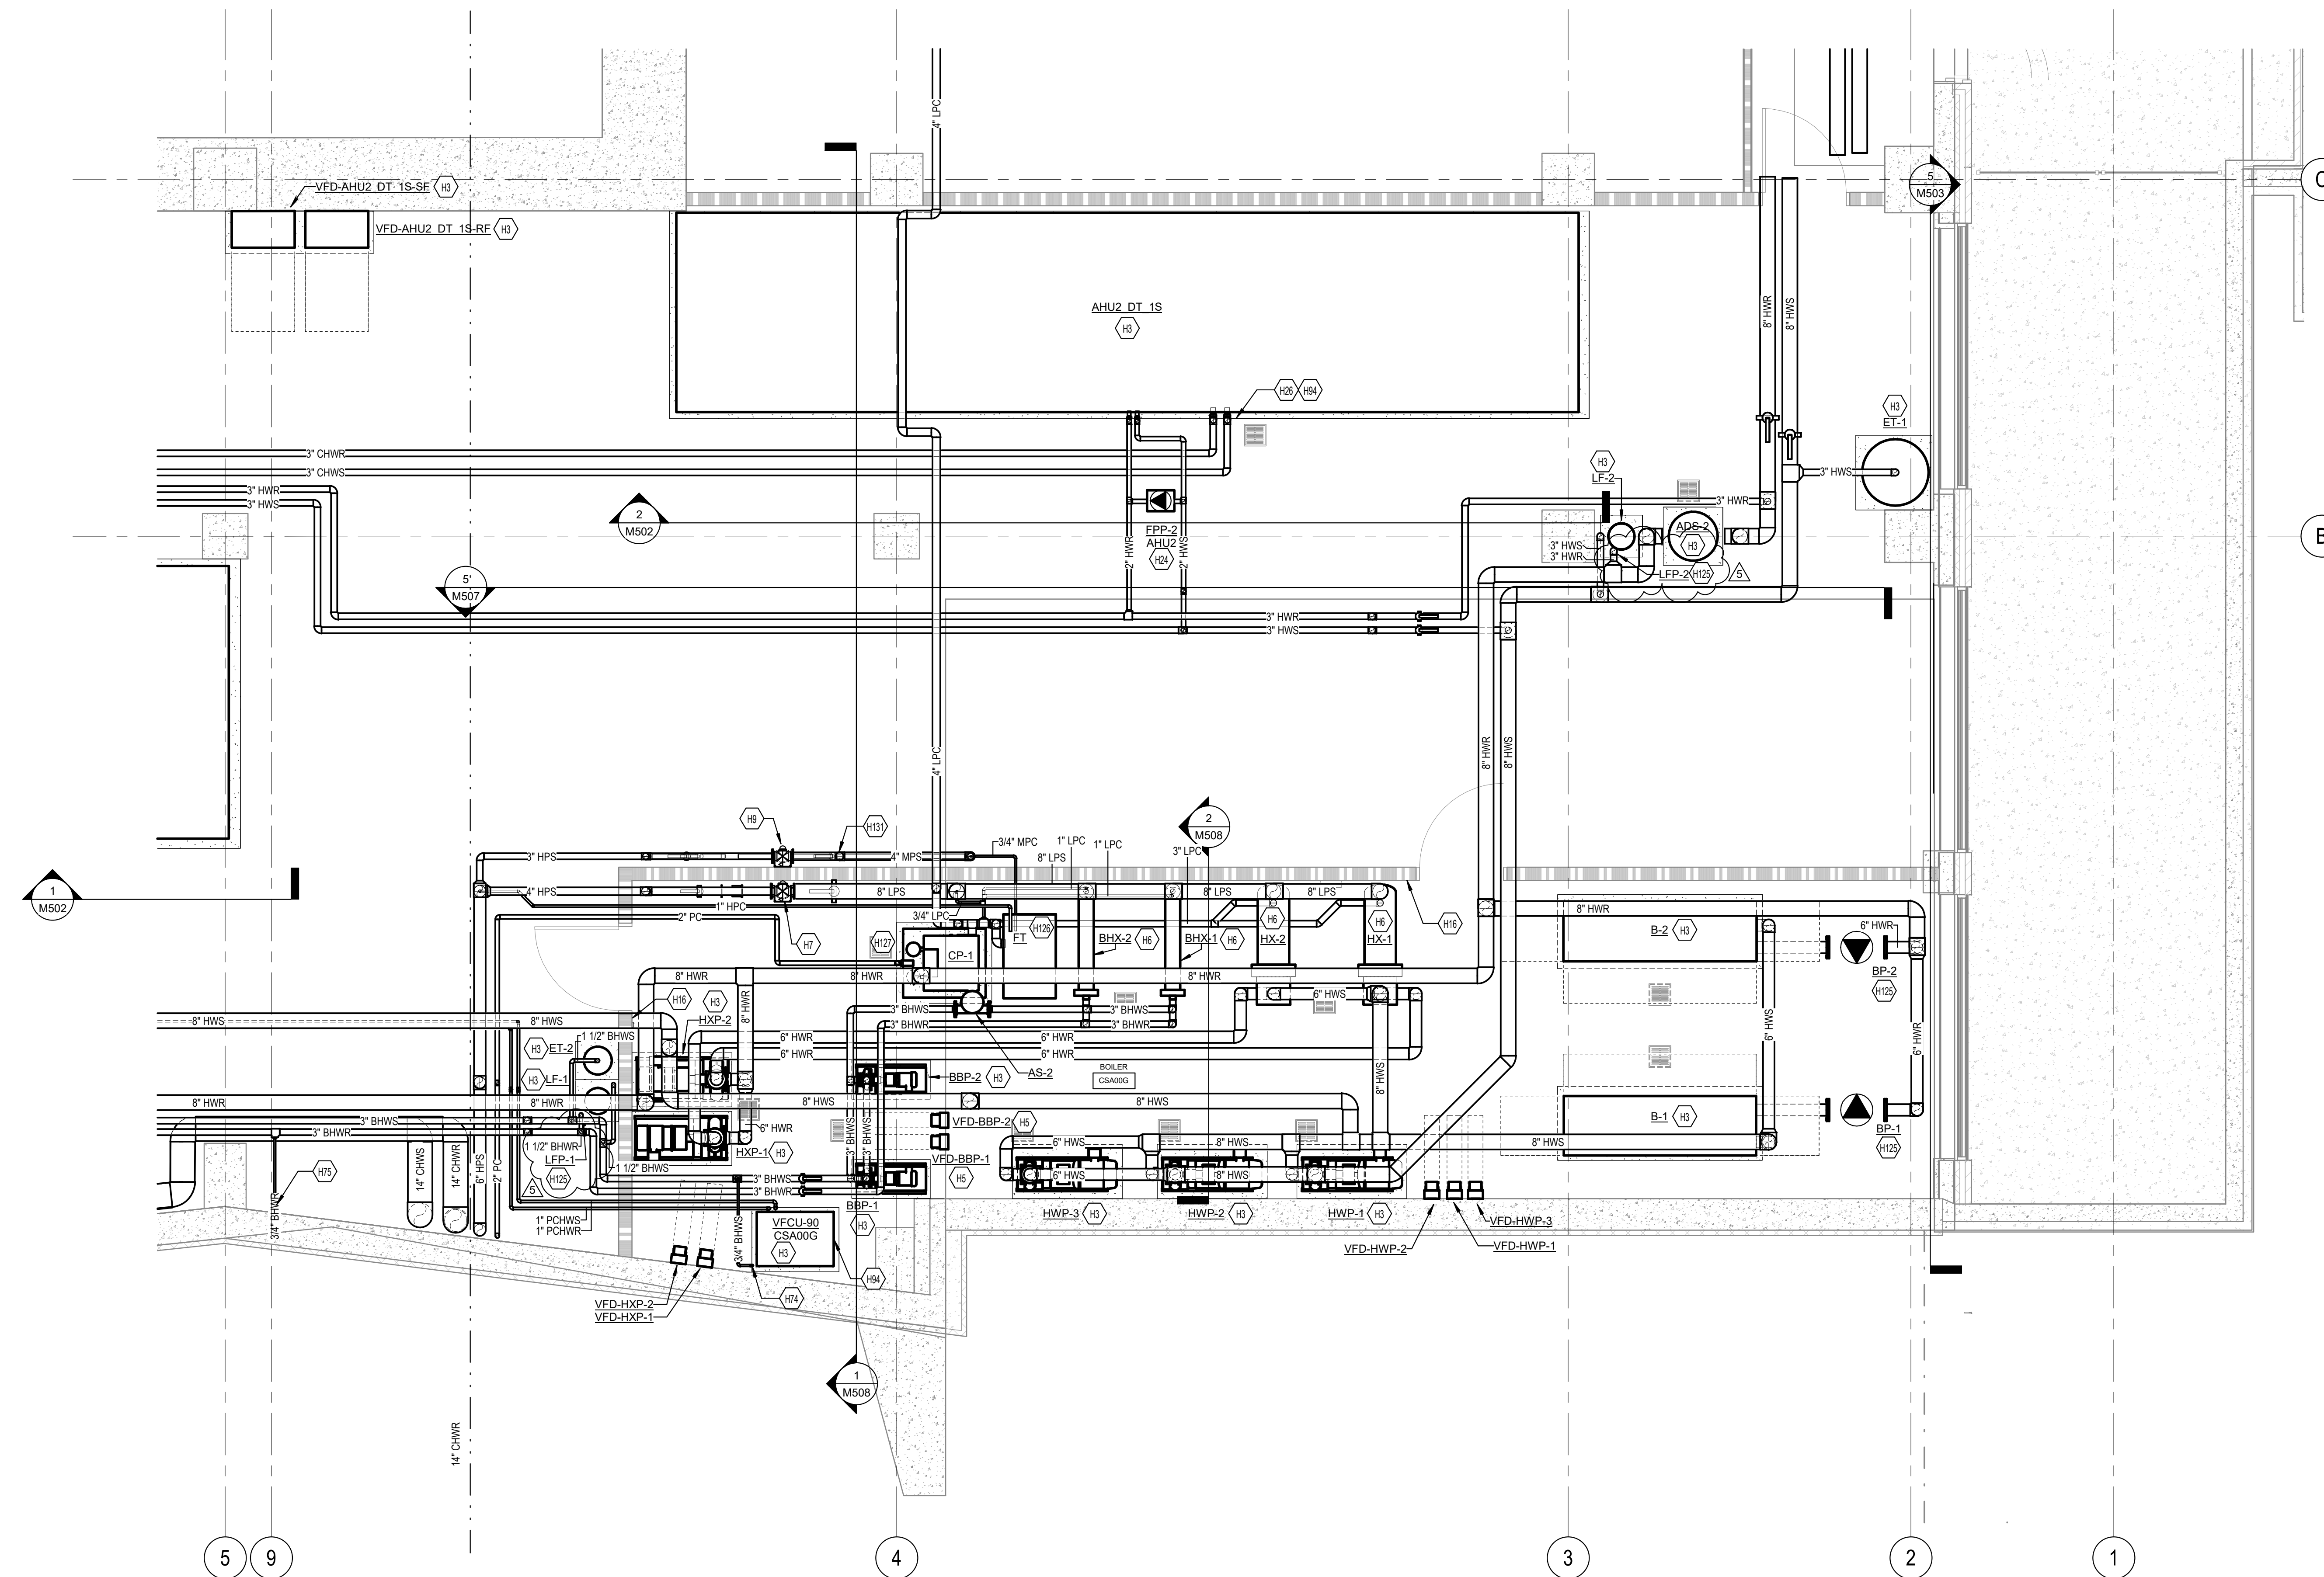 4" LPC
VFD-AHU2_DT_1S-SF
H3
5
M503
C
VFD-AHU2_DT_1S-RF
H3
AHU2_DT_1S
H3
8" HWR
8" HWS
H26
H94
H3
ET-1
3" CHWR
3" CHWS
H3
LF-2
3" HWS
3" HWR
3" HWS
3" HWR
2
M502
FPP-2
AHU2
H24
2" HWR
2" HWS
ADS-2
H3
B
3" HWS
3" HWR
LFP-2
H125
5
5'
M507
3" HWR
3" HWS
4" LPC
8" HWR
8" HWS
H9
H131
2
M508
3/4" MPC
1" LPC
1" LPC
3" LPC
8" LPS
3" HPS
4" MPS
1
M502
4" HPS
8" LPS
8" LPS
8" LPS
1" HPC
2" PC
3/4" LPC
H7
H127
FT
H126
CP-1
BHX-2
H6
BHX-1
H6
H6
HX-2
H6
HX-1
H16
8" HWR
6" HWR
B-2
H3
BP-2
H125
8" HWR
8" HWR
8" HWR
8" HWR
H16
H3
HXP-2
6" HWS
3" BHWS
3" BHWS
3" BHWR
3" BHWR
8" HWS
8" HWS
1 1/2" BHWS
6" HWR
6" HWR
6" HWR
6" HWR
6" HWS
6" HWR
H3
ET-2
H3
LF-1
BBP-2
H3
AS-2
BOILER
CSA00G
8" HWS
8" HWR
8" HWR
8" HWS
8" HWS
B-1
H3
BP-1
H125
3" BHWS
3" BHWR
6" HWR
VFD-BBP-2
H5
3" BHWS
3" BHWS
1 1/2" BHWR
LFP-1
HXP-1
H3
VFD-BBP-1
H5
6" HWS
8" HWS
8" HWS
H75
14" CHWS
14" CHWR
6" HPS
2" PC
H125
5
1 1/2" BHWS
3" BHWS
3" BHWR
6" HWS
8" HWS
3/4" BHWR
1" PCHWS
1" PCHWR
BBP-1
H3
HWP-3
H3
HWP-2
H3
HWP-1
H3
VFD-HWP-3
VFD-HWP-1
VFD-HWP-2
VFCU-90
CSA00G
H3
3/4" BHWS
H94
H74
VFD-HXP-2
VFD-HXP-1
1
M508
14" CHWR
5
9
4
3
2
1